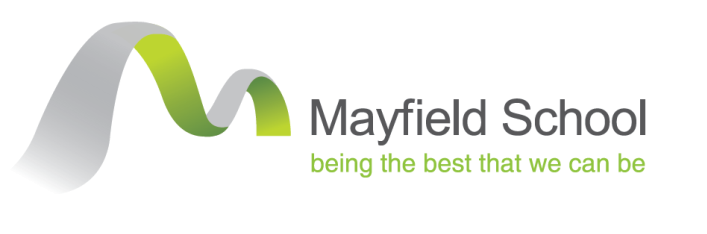 Mayfield School
being the best that we can be